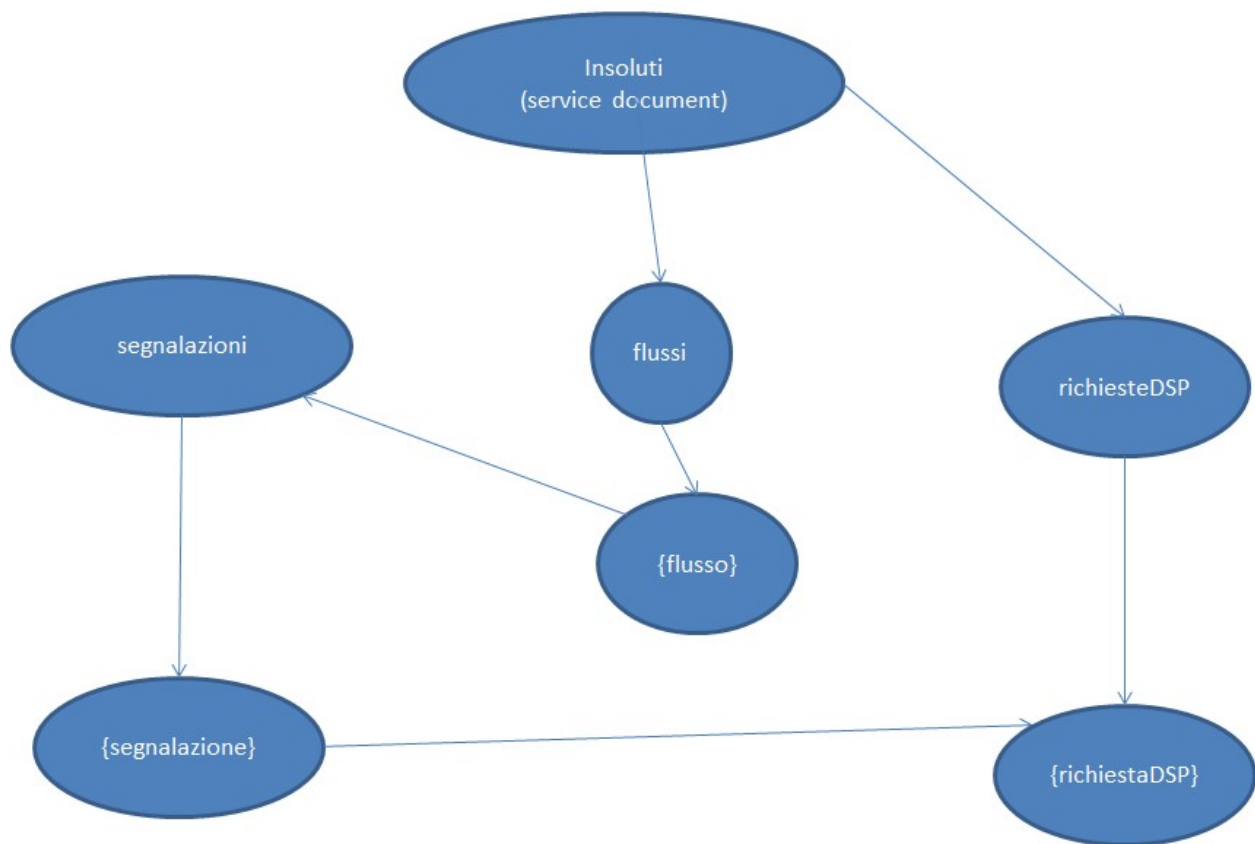 Insoluti
(service document)
segnalazioni
flussi
richiesteDSP
{flusso}
{segnalazione}
{richiestaDSP}